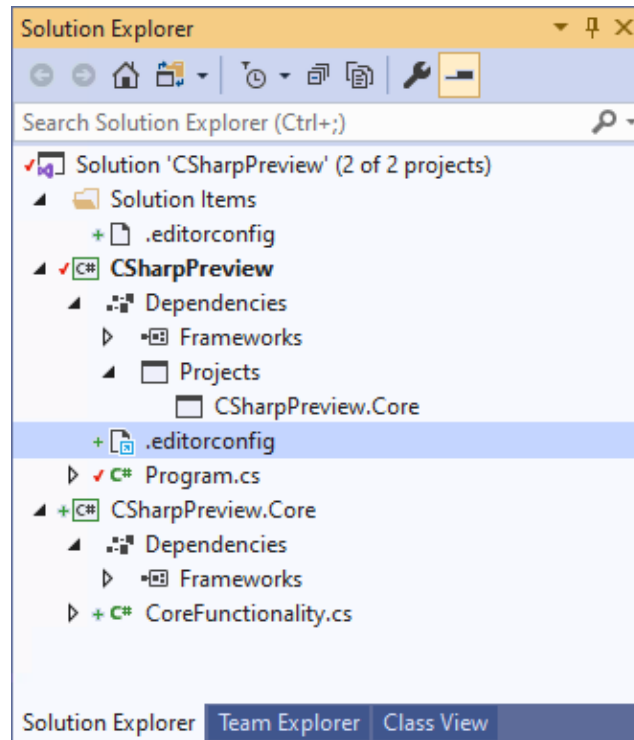 Solution Explorer
Search Solution Explorer (Ctrl+;)
Solution 'CSharpPreview' (2 of 2 projects)
Solution Items
.editorconfig
C# CSharpPreview
Dependencies
Frameworks
Projects
CSharpPreview.Core
.editorconfig
C# Program.cs
C# CSharpPreview.Core
Dependencies
Frameworks
C# CoreFunctionality.cs
Solution Explorer Team Explorer Class View